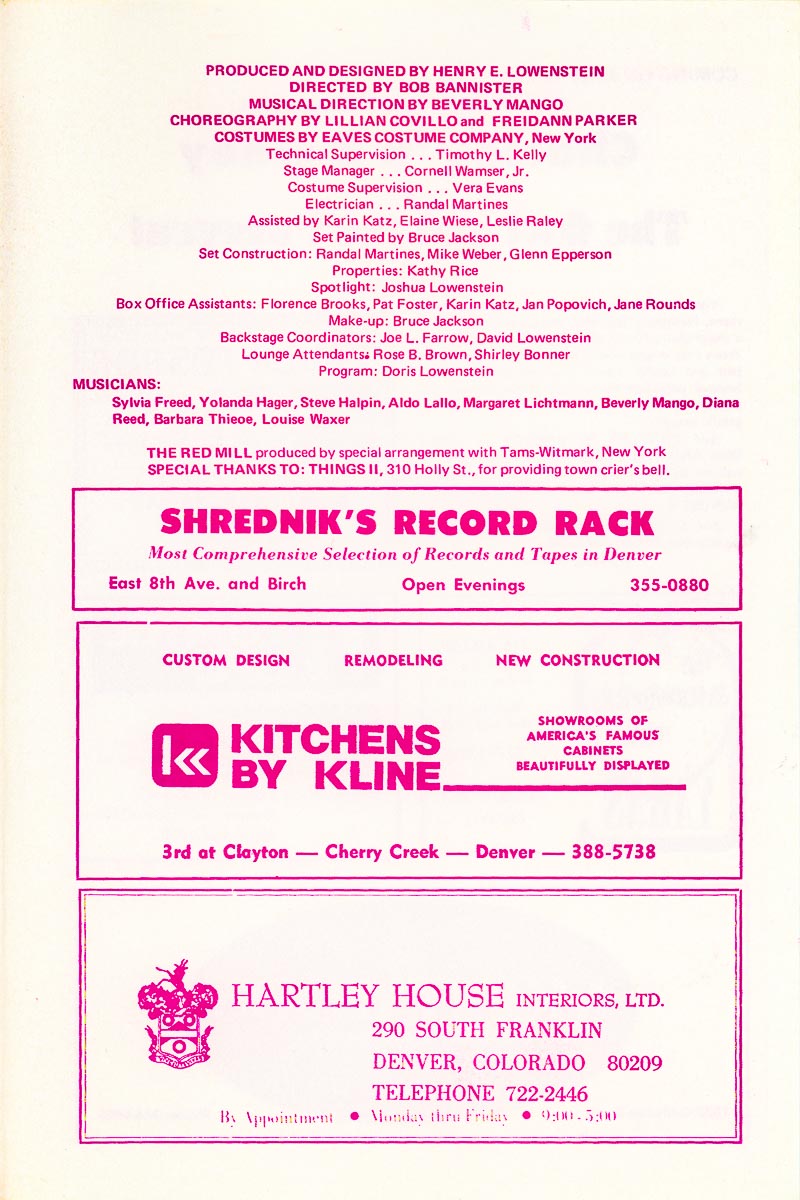 PRODUCED AND DESIGNED BY HENRY E. LOWENSTEIN
DIRECTED BY BOB BANNISTER
MUSICAL DIRECTION BY BEVERLY MANGO
CHOREOGRAPHY BY LILLIAN COVILLO and FREIDANN PARKER
COSTUMES BY EAVES COSTUME COMPANY, New York
Technical Supervision . . . Timothy L. Kelly
Stage Manager . . . Cornell Wamser, Jr.
Costume Supervision . . . Vera Evans
Electrician . . . Randal Martines
Assisted by Karin Katz, Elaine Wiese, Leslie Raley
Set Painted by Bruce Jackson
Set Construction: Randal Martines, Mike Weber, Glenn Epperson
Properties: Kathy Rice
Spotlight: Joshua Lowenstein
Box Office Assistants: Florence Brooks, Pat Foster, Karin Katz, Jan Popovich, Jane Rounds
Make-up: Bruce Jackson
Backstage Coordinators: Joe L. Farrow, David Lowenstein
Lounge Attendants: Rose B. Brown, Shirley Bonner
Program: Doris Lowenstein
MUSICIANS:
Sylvia Freed, Yolanda Hager, Steve Halpin, Aldo Lallo, Margaret Lichtmann, Beverly Mango, Diana
Reed, Barbara Thieoe, Louise Waxer
THE RED MILL produced by special arrangement with Tams-Witmark, New York
SPECIAL THANKS TO: THINGS II, 310 Holly St., for providing town crier's bell.
SHREDNIK'S RECORD RACK
Most Comprehensive Selection of Records and Tapes in Denver
East 8th Ave. and Birch Open Evenings 355-0880
CUSTOM DESIGN REMODELING NEW CONSTRUCTION
KITCHENS
BY KLINE
SHOWROOMS OF
AMERICA'S FAMOUS
CABINETS
BEAUTIFULLY DISPLAYED
3rd at Clayton — Cherry Creek — Denver — 388-5738
HARTLEY HOUSE INTERIORS, LTD.
290 SOUTH FRANKLIN
DENVER, COLORADO 80209
TELEPHONE 722-2446
By Appointment ● Monday thru Friday ● 9:00 - 5:00